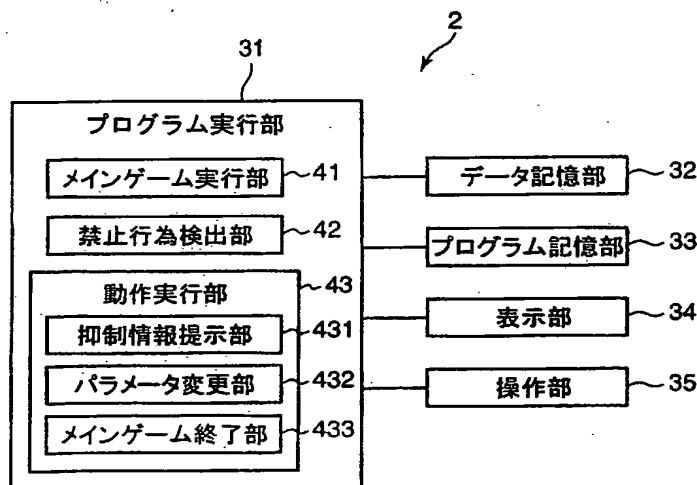 2
31
プログラム実行部
メインゲーム実行部 41
禁止行為検出部 42
動作実行部 43
抑制情報提示部 431
パラメータ変更部 432
メインゲーム終了部 433
データ記憶部 32
プログラム記憶部 33
表示部 34
操作部 35